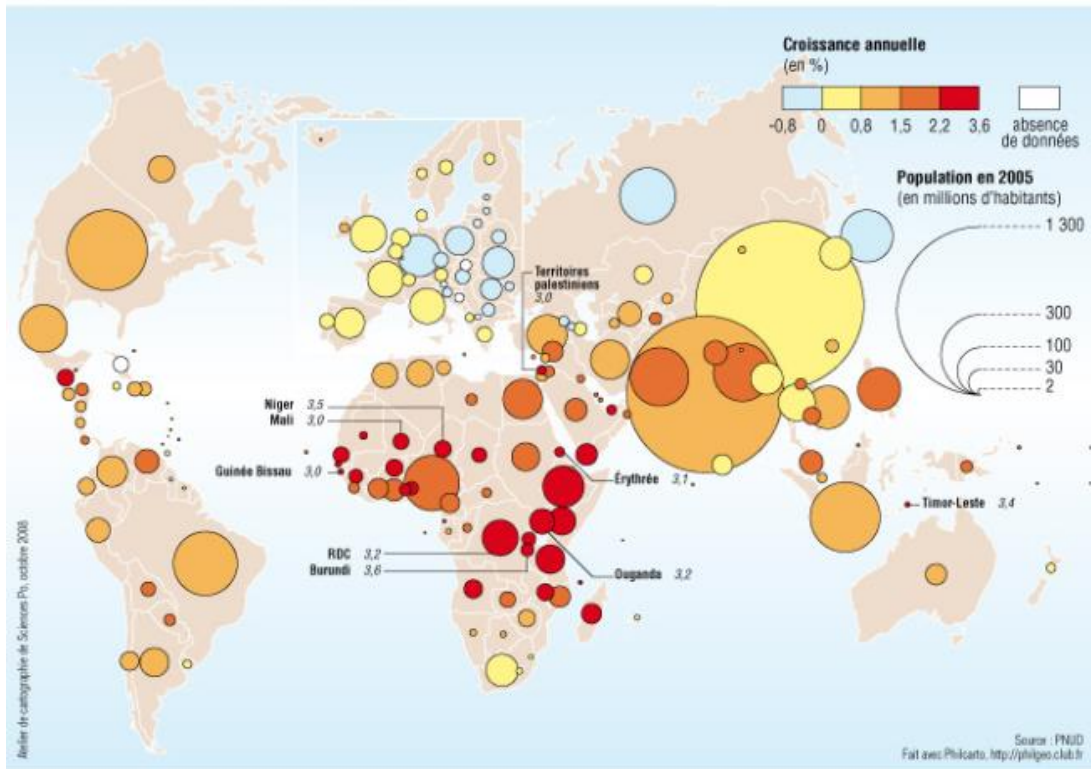 Croissance annuelle
(en %)
-0,8 0 0,8 1,5 2,2 3,6
absence
de données
Population en 2005
(en millions d'habitants)
1 300
300
100
30
2
Territoires
palestiniens
3,0
Niger 3,5
Mali 3,0
Guinée Bissau 3,0
Érythrée 3,1
Timor-Leste 3,4
RDC 3,2
Burundi 3,6
Ouganda 3,2
Atelier de cartographie de Sciences Po, octobre 2008
Source : PNUD
Fait avec Philcarto, http://philgeo.club.fr